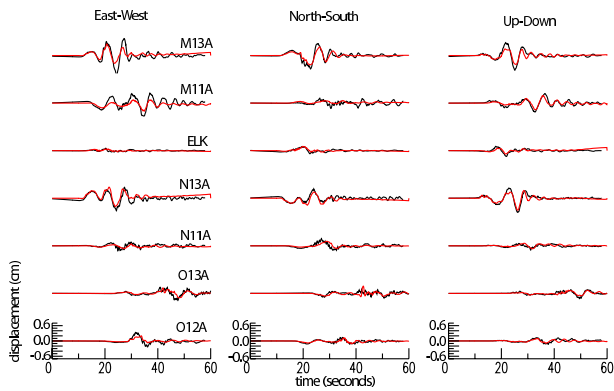 East-West North-South Up-Down
M13A
M11A
ELK
N13A
N11A
O13A
O12A
displacement (cm)
0.6 0.6 0.6
0.0 0.0 0.0
-0.6 -0.6 -0.6
0 20 40 60 0 20 40 60 0 20 40 60
time (seconds)